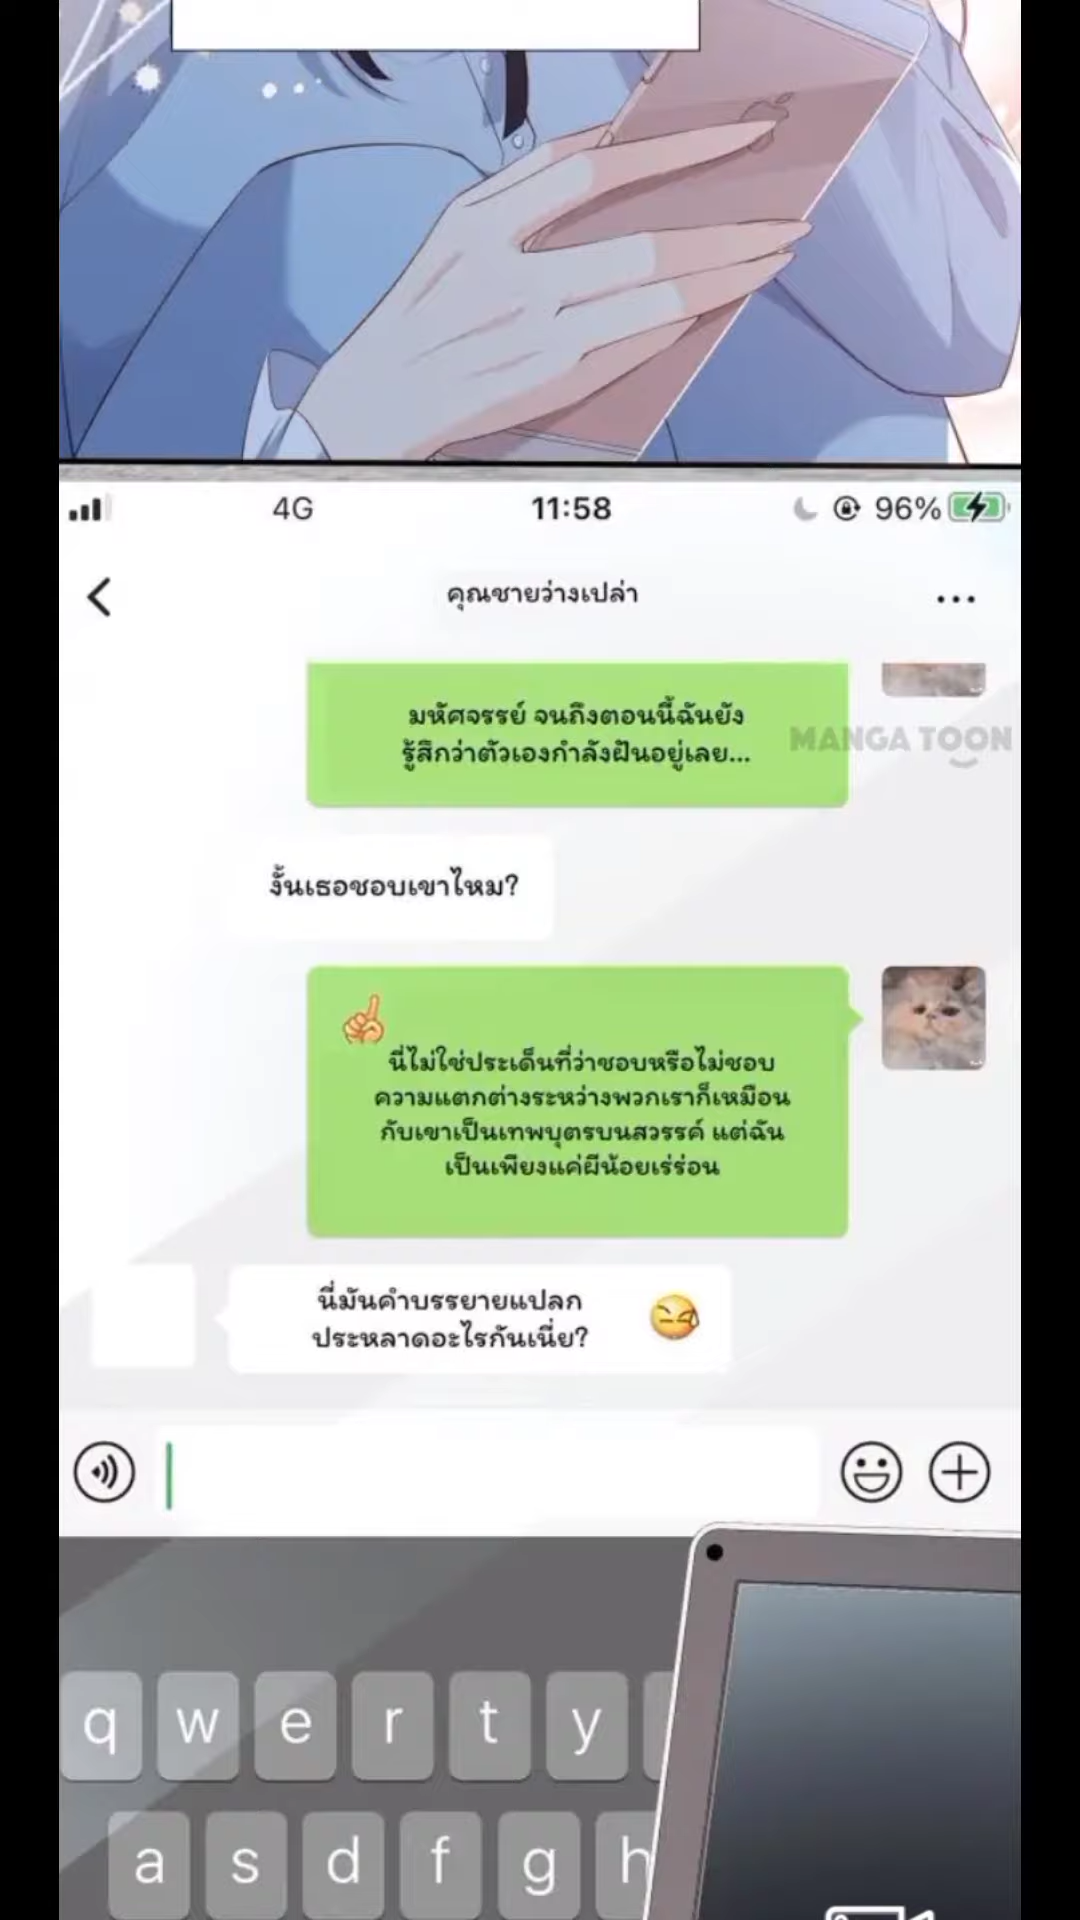 4G 11:58 96%
คุณชายว่างเปล่า
มหัศจรรย์ จนถึงตอนนี้ฉันยัง
รู้สึกว่าตัวเองกำลังฝันอยู่เลย...
MANGA TOON
งั้นเธอชอบเขาไหม?
นี่ไม่ใช่ประเด็นที่ว่าชอบหรือไม่ชอบ
ความแตกต่างระหว่างพวกเราก็เหมือน
กับเขาเป็นเทพบุตรบนสวรรค์ แต่ฉัน
เป็นเพียงแค่ผีน้อยเร่ร่อน
นี่มันคำบรรยายแปลก
ประหลาดอะไรกันเนี่ย?
q w e r t y
a s d f g h